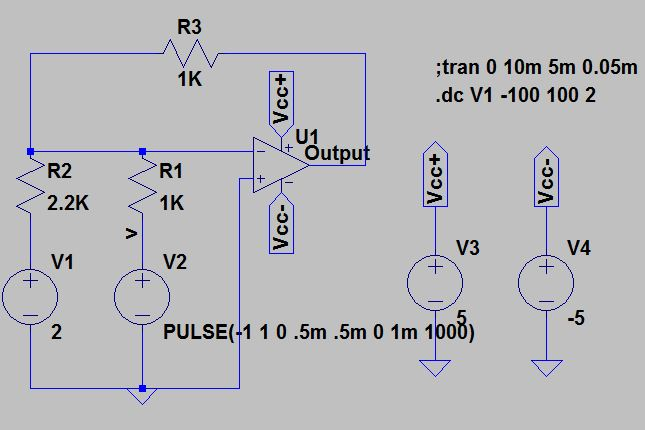 R3
1K
;tran 0 10m 5m 0.05m
.dc V1 -100 100 2
Vcc+
U1
Output
R2
2.2K
R1
1K
v
Vcc-
Vcc+
Vcc-
V1
2
V2
PULSE(-1 1 0 .5m .5m 0 1m 1000)
V3
5
V4
-5